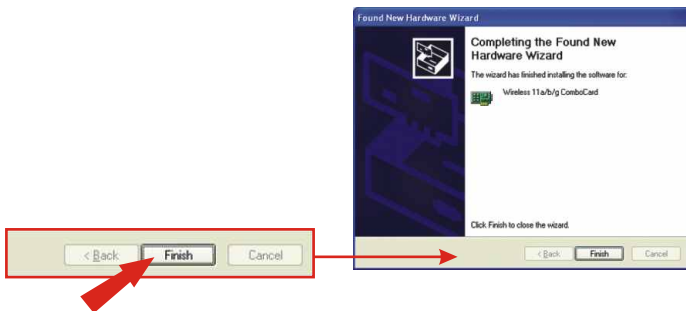 Found New Hardware Wizard
Completing the Found New
Hardware Wizard
The wizard has finished installing the software for:
Wireless 11a/b/g ComboCard
Click Finish to close the wizard.
< Back Finish Cancel
< Back Finish Cancel